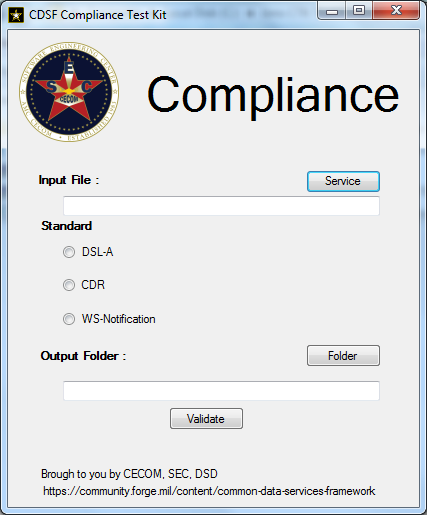 CDSF Compliance Test Kit
SOFTWARE ENGINEERING CENTER
E
S C
CECOM
Compliance
Input File :
Service
Standard
DSL-A
CDR
WS-Notification
Output Folder :
Folder
Validate
Brough to you by CECOM, SEC, DSD
https://community.forge.mil/content/common-data-services-framework